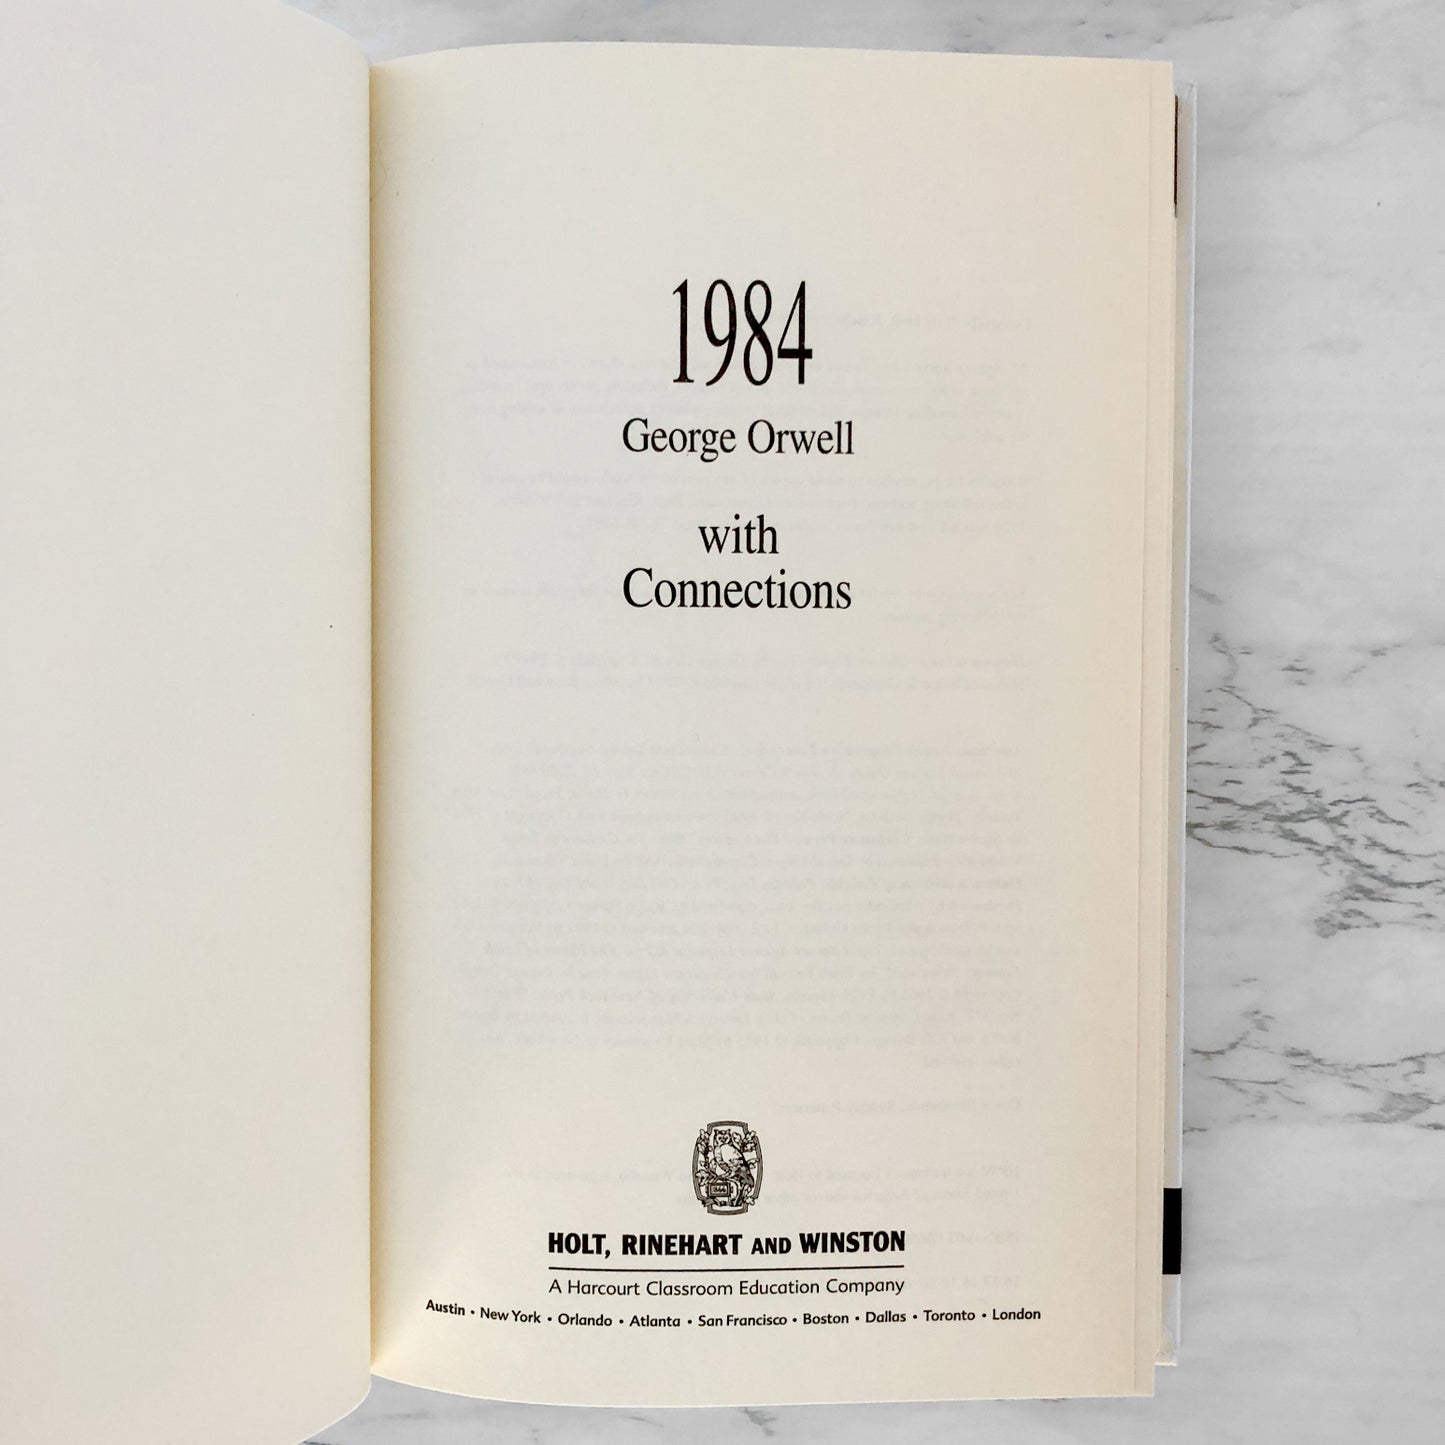 1984
George Orwell
with
Connections
HOLT, RINEHART AND WINSTON
A Harcourt Classroom Education Company
Austin • New York • Orlando • Atlanta • San Francisco • Boston • Dallas • Toronto • London